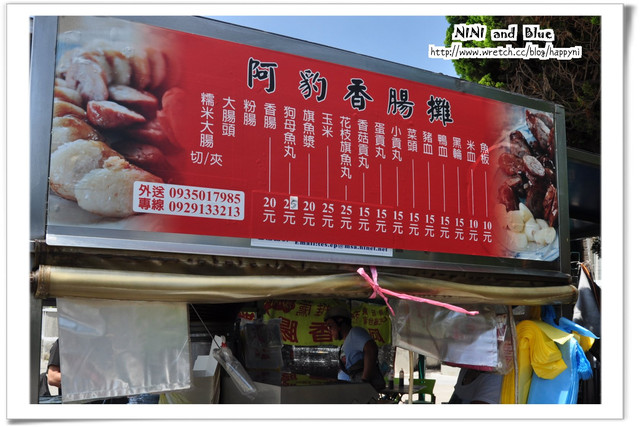 NiNi and Blue
http://www.wretch.cc/blog/happyni
阿豹香腸攤
魚板 10元
米血 10元
黑輪 15元
鴨血 15元
豬血 15元
菜頭 15元
小貢丸 15元
蛋貢丸 15元
香菇貢丸 15元
花枝旗魚丸 25元
玉米 25元
旗魚漿 20元
狗母魚丸 元
香腸 20元
粉腸
大腸頭
糯米大腸 切/夾
外送專線 0935017985
0929133213